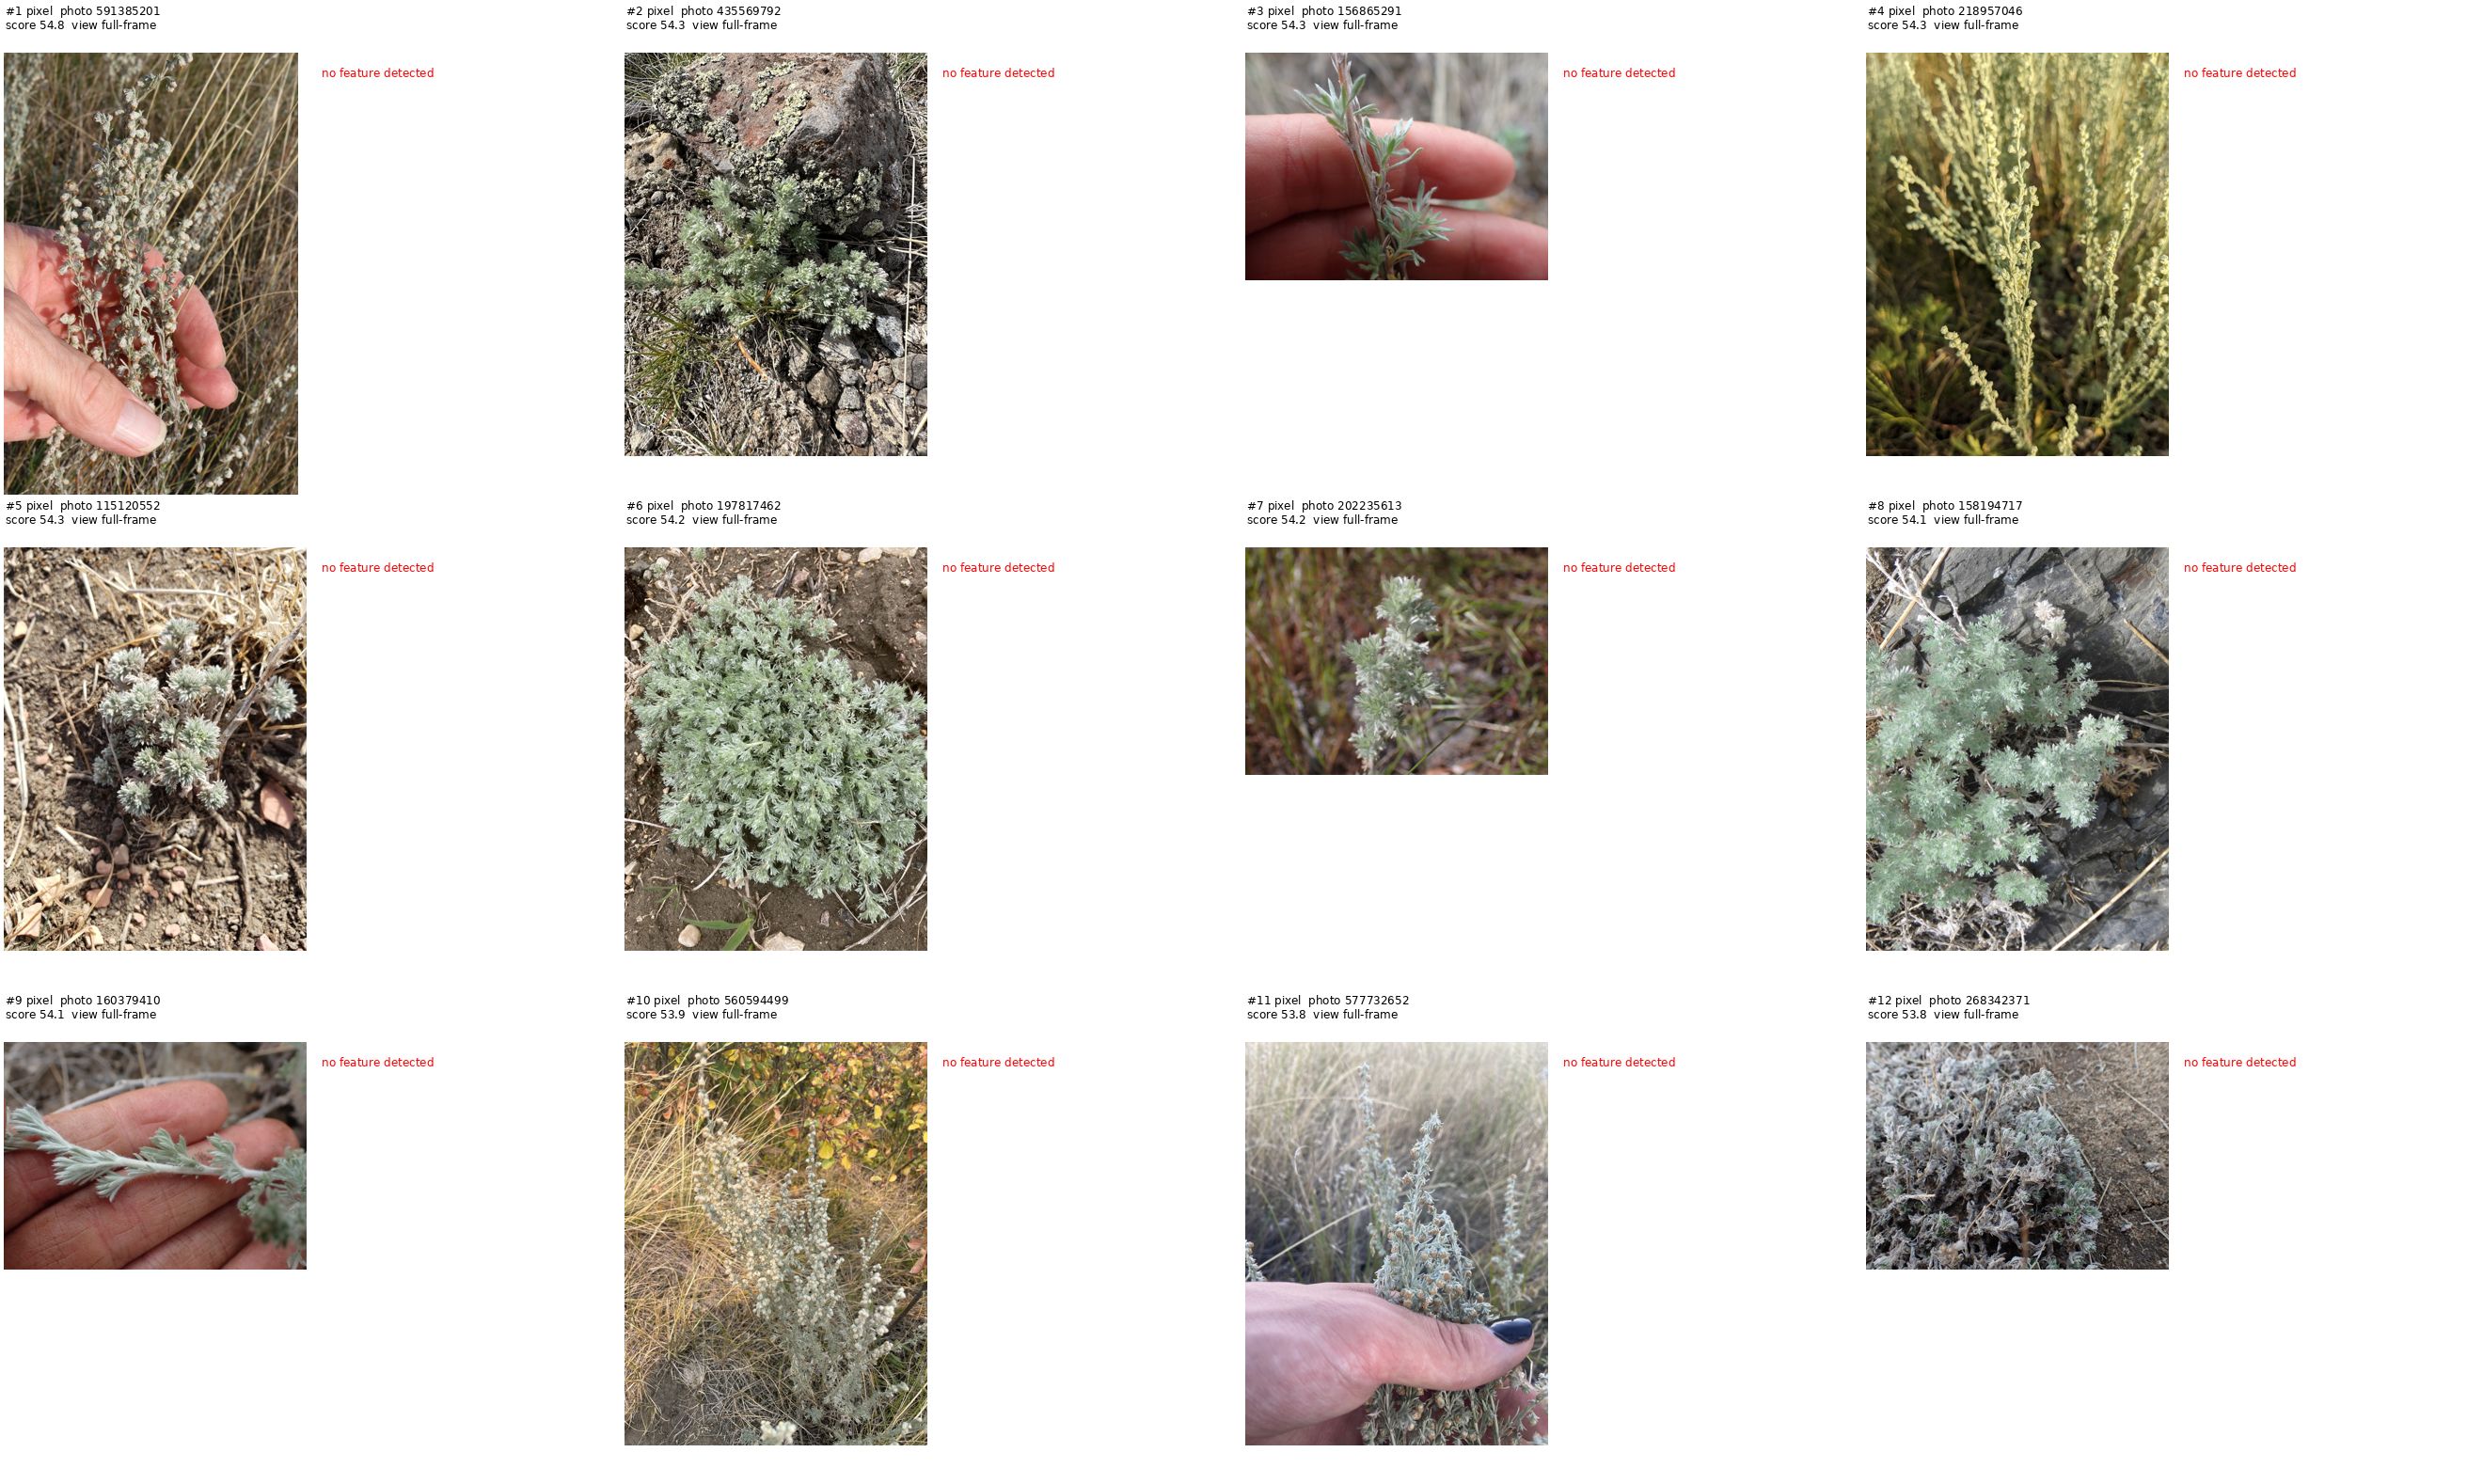 #1 pixel  photo 591385201
score 54.8  view full-frame
no feature detected
#2 pixel  photo 435569792
score 54.3  view full-frame
no feature detected
#3 pixel  photo 156865291
score 54.3  view full-frame
no feature detected
#4 pixel  photo 218957046
score 54.3  view full-frame
no feature detected
#5 pixel  photo 115120552
score 54.3  view full-frame
no feature detected
#6 pixel  photo 197817462
score 54.2  view full-frame
no feature detected
#7 pixel  photo 202235613
score 54.2  view full-frame
no feature detected
#8 pixel  photo 158194717
score 54.1  view full-frame
no feature detected
#9 pixel  photo 160379410
score 54.1  view full-frame
no feature detected
#10 pixel  photo 560594499
score 53.9  view full-frame
no feature detected
#11 pixel  photo 577732652
score 53.8  view full-frame
no feature detected
#12 pixel  photo 268342371
score 53.8  view full-frame
no feature detected